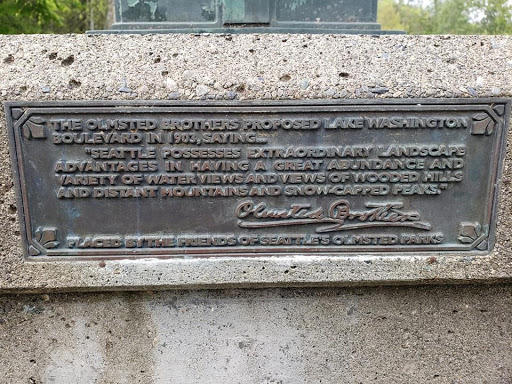 THE OLMSTED BROTHERS PROPOSED LAKE WASHINGTON
BOULEVARD IN 1903, SAYING...
"SEATTLE POSSESSES EXTRAORDINARY LANDSCAPE
ADVANTAGES IN HAVING A GREAT ABUNDANCE AND
VARIETY OF WATER VIEWS AND VIEWS OF WOODED HILLS
AND DISTANT MOUNTAINS AND SNOW-CAPPED PEAKS."
Olmsted Brothers
PLACED BY THE FRIENDS OF SEATTLE'S OLMSTED PARKS